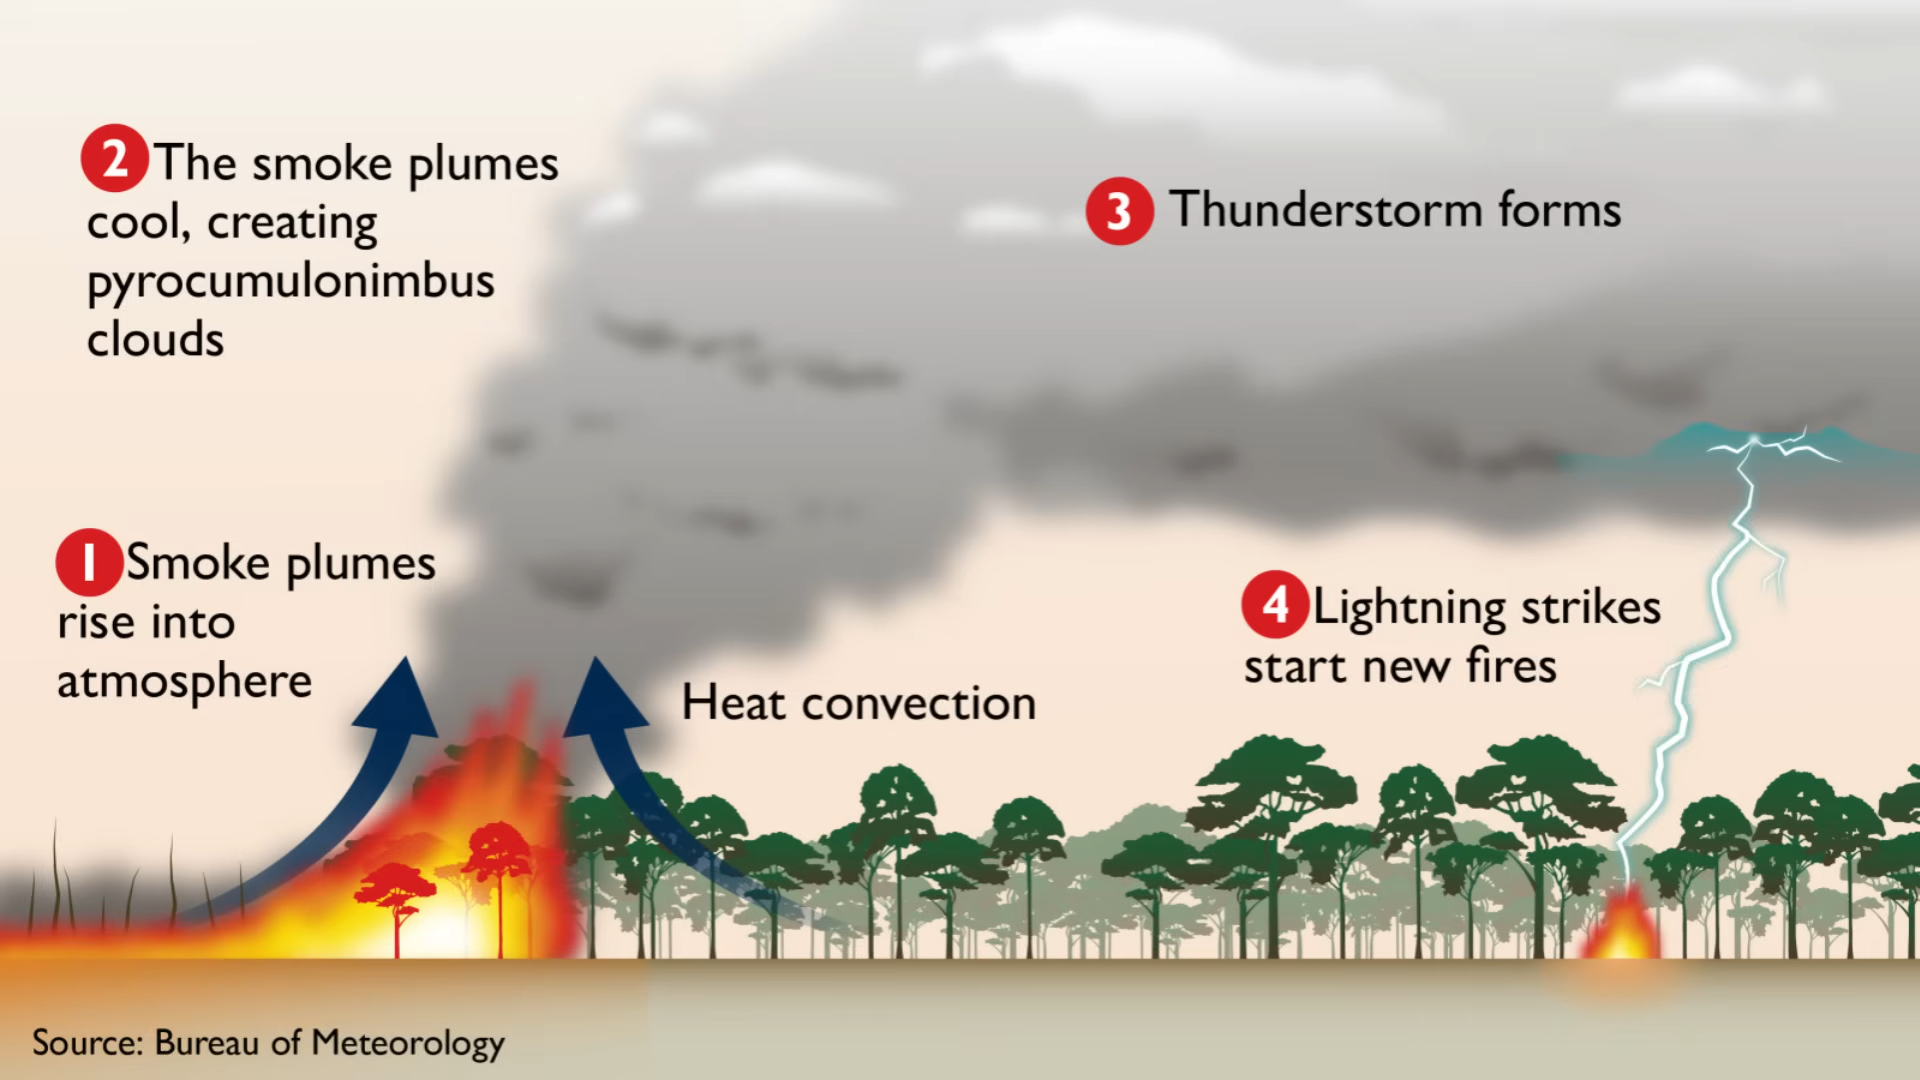 1 Smoke plumes
rise into
atmosphere
2 The smoke plumes
cool, creating
pyrocumulonimbus
clouds
3 Thunderstorm forms
4 Lightning strikes
start new fires
Heat convection
Source: Bureau of Meteorology